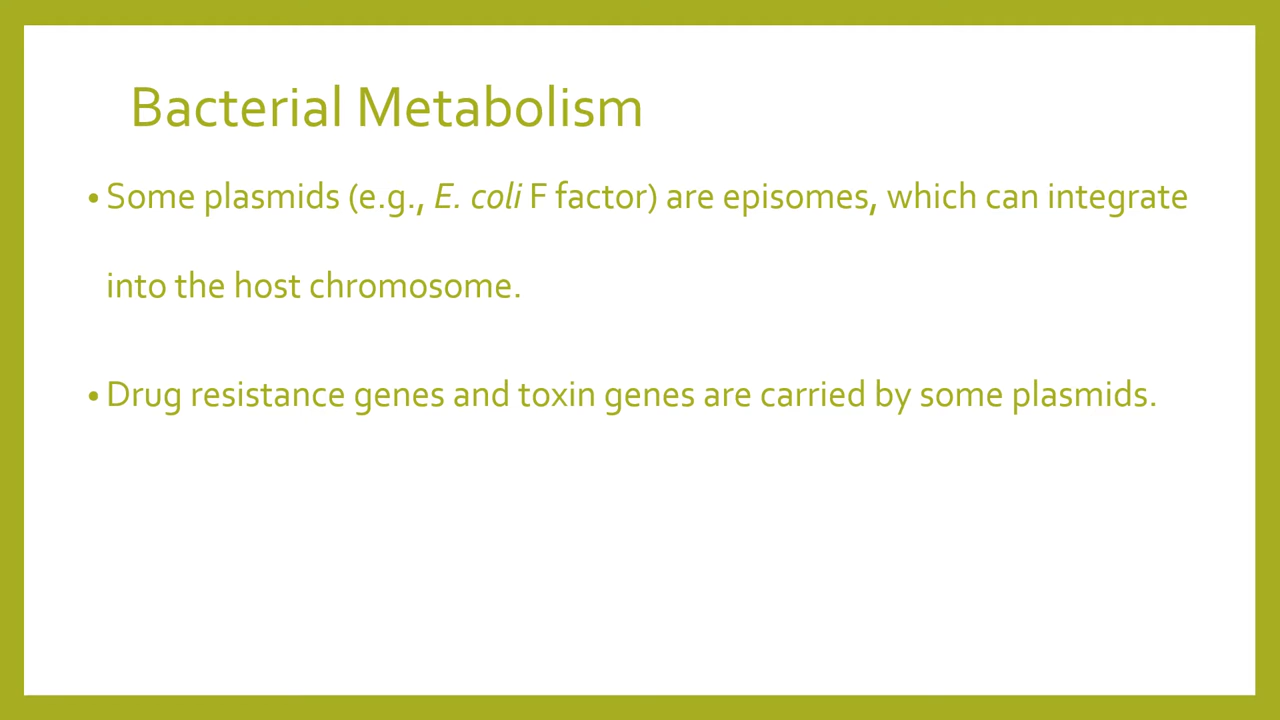 Bacterial Metabolism
• Some plasmids (e.g., E. coli F factor) are episomes, which can integrate
into the host chromosome.
• Drug resistance genes and toxin genes are carried by some plasmids.